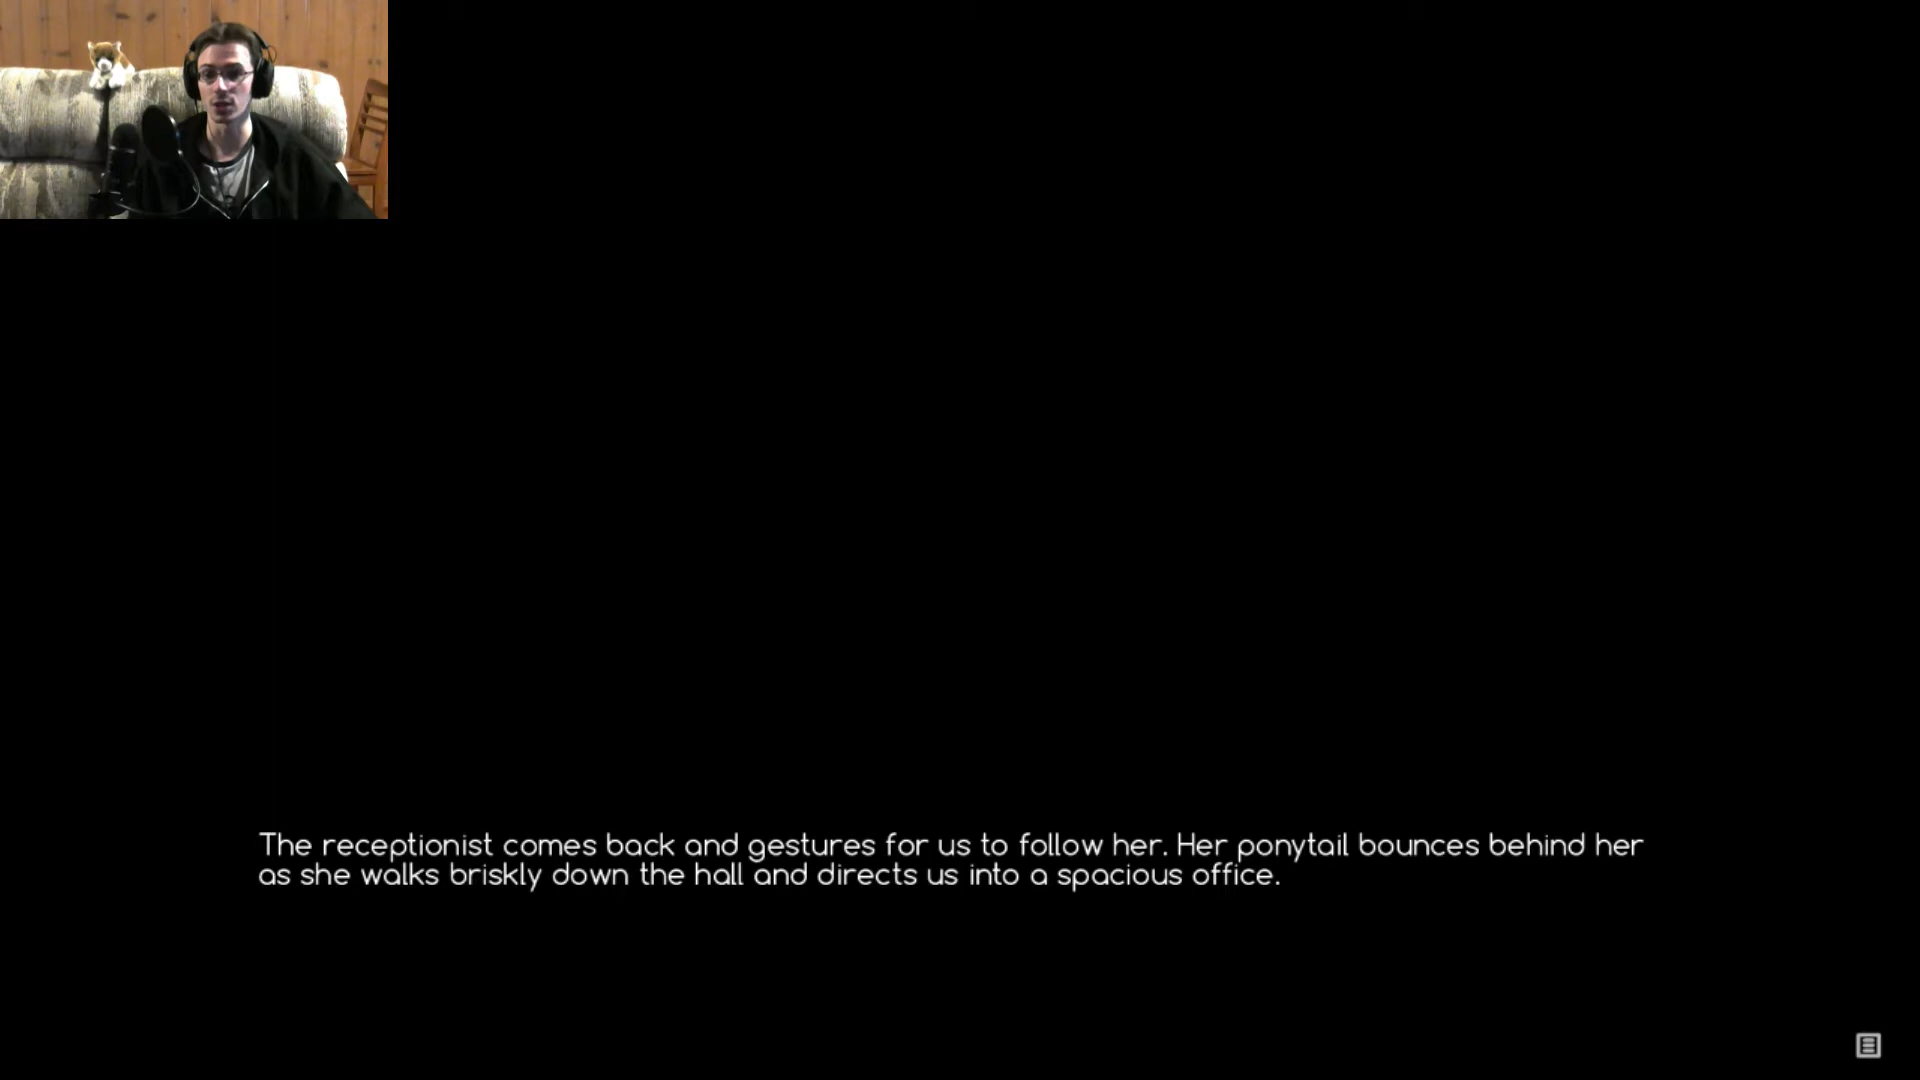 The receptionist comes back and gestures for us to follow her. Her ponytail bounces behind her
as she walks briskly down the hall and directs us into a spacious office.